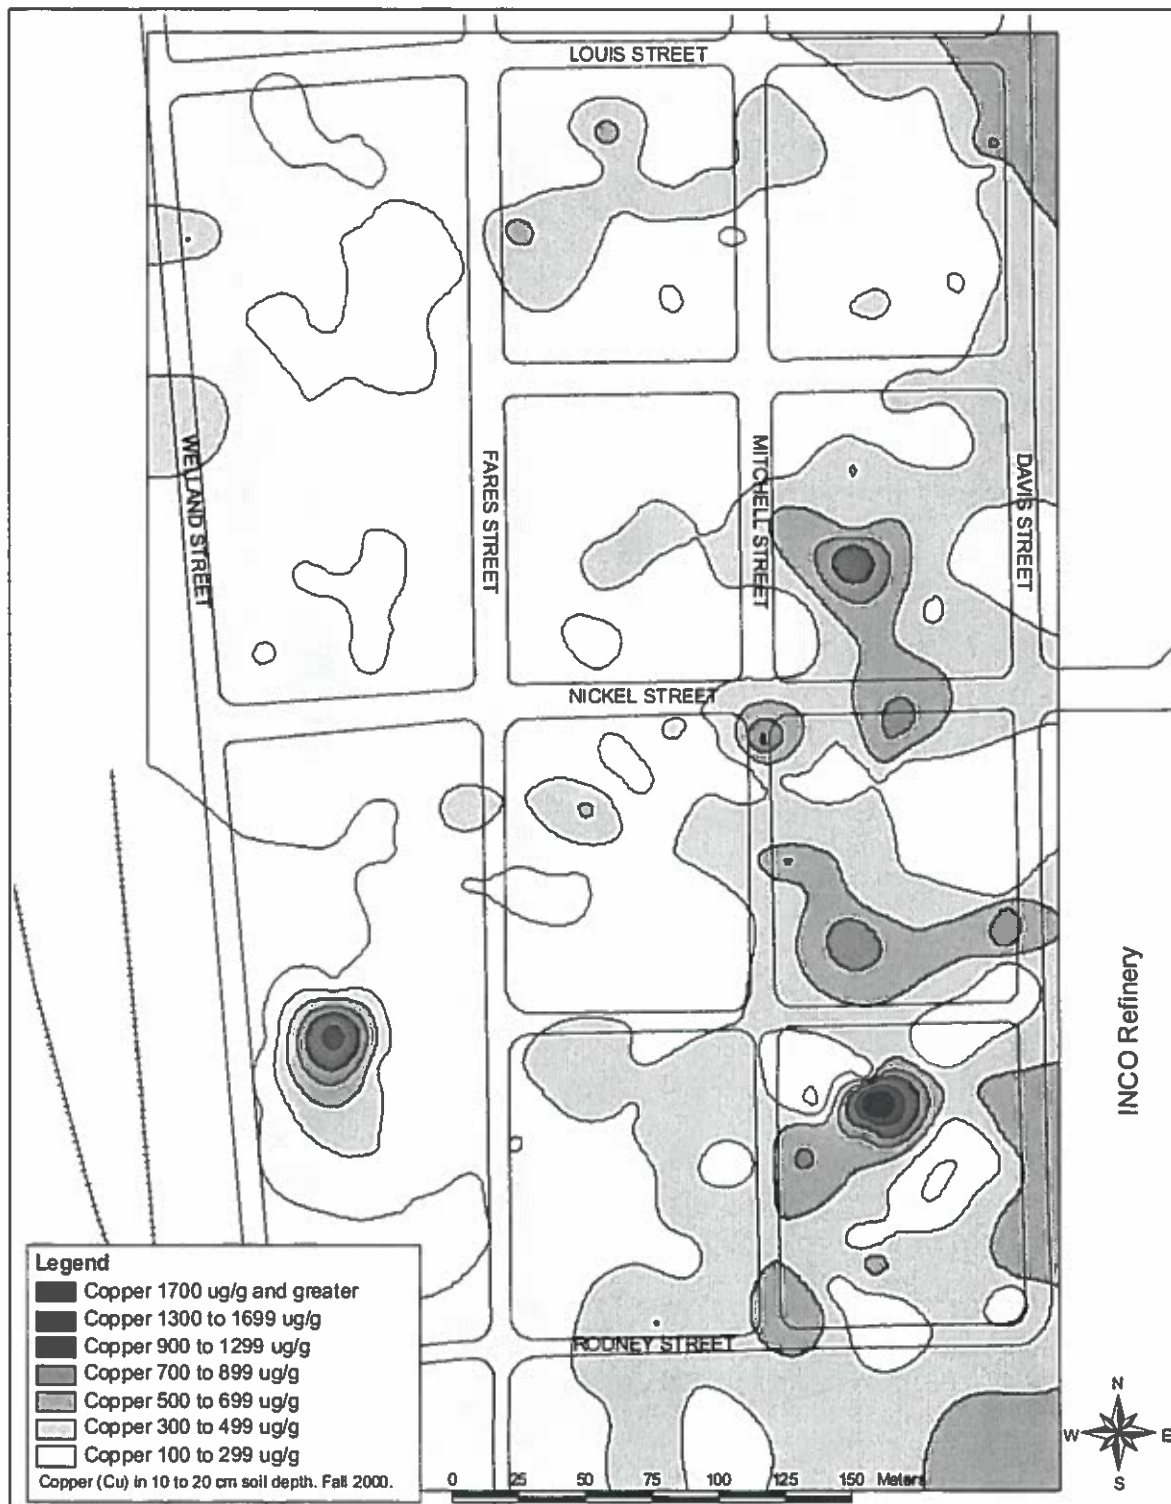 LOUIS STREET
WELLAND STREET
FARES STREET
MITCHELL STREET
DAVIS STREET
NICKEL STREET
INCO Refinery
RODNEY STREET
Legend
Copper 1700 ug/g and greater
Copper 1300 to 1699 ug/g
Copper 900 to 1299 ug/g
Copper 700 to 899 ug/g
Copper 500 to 699 ug/g
Copper 300 to 499 ug/g
Copper 100 to 299 ug/g
Copper (Cu) in 10 to 20 cm soil depth. Fall 2000.
0 25 50 75 100 125 150 Meters
N
W E
S